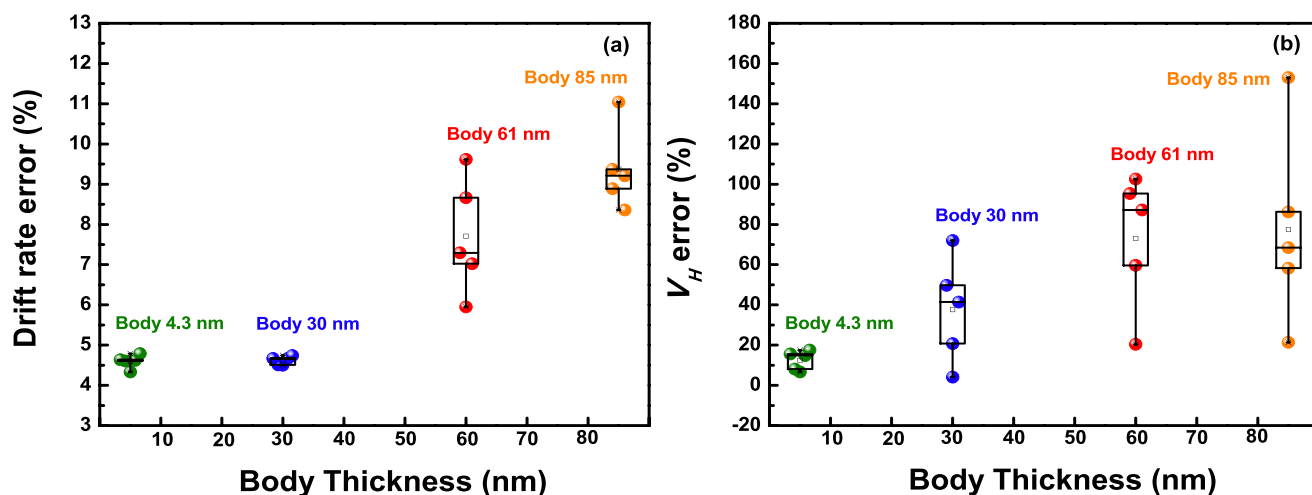 (a)
Drift rate error (%)
13
12
11
10
9
8
7
6
5
4
3
Body 85 nm
Body 61 nm
Body 4.3 nm
Body 30 nm
10 20 30 40 50 60 70 80
Body Thickness (nm)
(b)
V_H error (%)
180
160
140
120
100
80
60
40
20
0
-20
Body 85 nm
Body 61 nm
Body 30 nm
Body 4.3 nm
10 20 30 40 50 60 70 80
Body Thickness (nm)